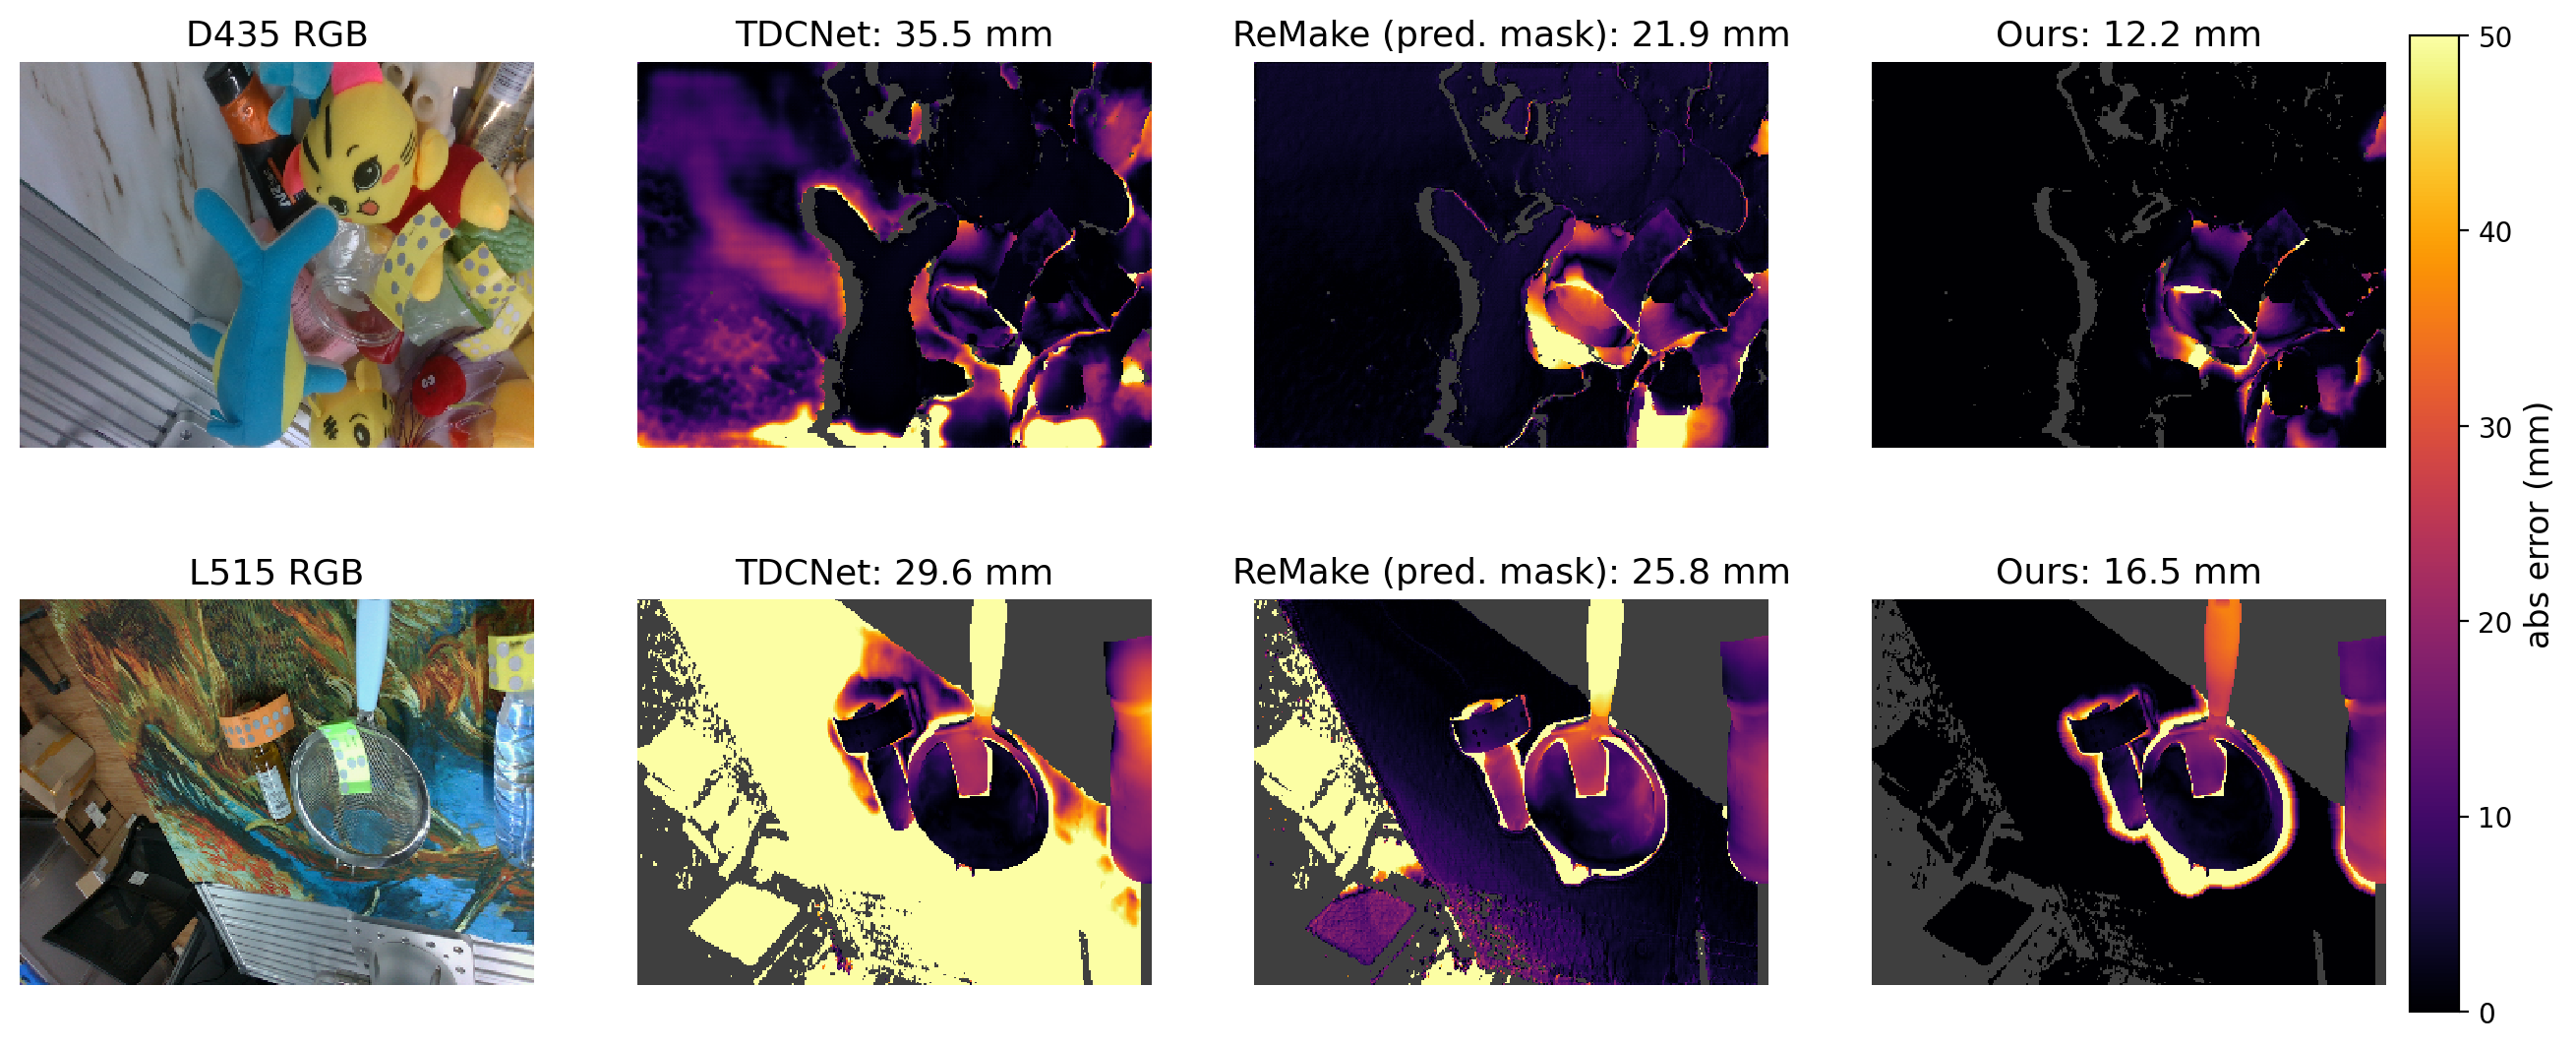 D435 RGB
TDCNet: 35.5 mm
ReMake (pred. mask): 21.9 mm
Ours: 12.2 mm
50
40
30
20
10
0
abs error (mm)
L515 RGB
TDCNet: 29.6 mm
ReMake (pred. mask): 25.8 mm
Ours: 16.5 mm